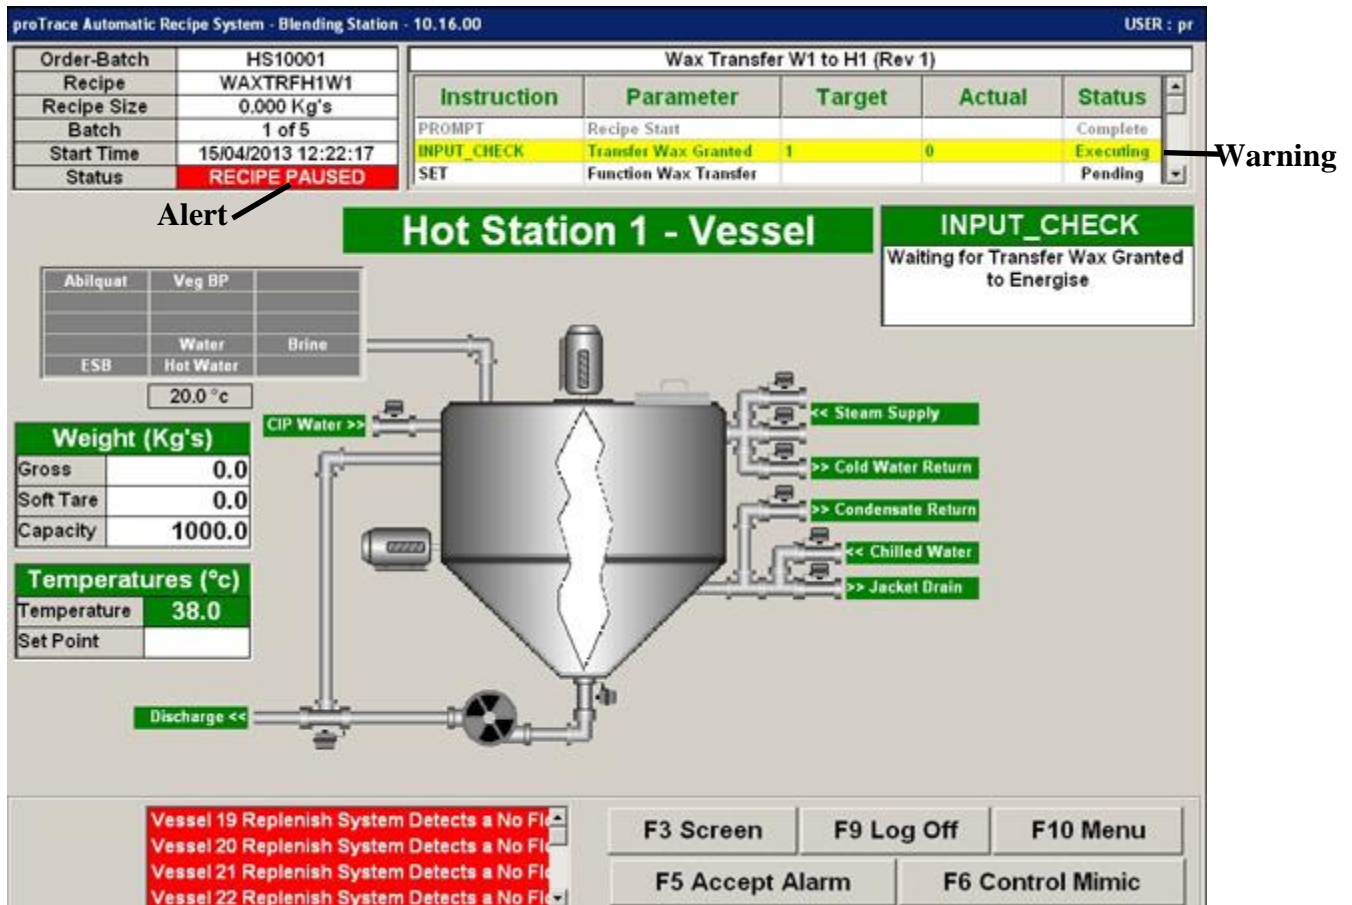 proTrace Automatic Recipe System - Blending Station - 10.16.00
USER : pr
Order-Batch HS10001
Recipe WAXTRFH1W1
Recipe Size 0.000 Kg's
Batch 1 of 5
Start Time 15/04/2013 12:22:17
Status RECIPE PAUSED
Wax Transfer W1 to H1 (Rev 1)
Instruction Parameter Target Actual Status
PROMPT Recipe Start Complete
INPUT_CHECK Transfer Wax Granted 1 0 Executing
SET Function Wax Transfer Pending
Warning
Alert
Hot Station 1 - Vessel
INPUT_CHECK
Waiting for Transfer Wax Granted
to Energise
Abilquat Veg BP
Water Brine
ESB Hot Water
20.0 °c
CIP Water >>
Weight (Kg's)
Gross 0.0
Soft Tare 0.0
Capacity 1000.0
Temperatures (°c)
Temperature 38.0
Set Point
<< Steam Supply
>> Cold Water Return
>> Condensate Return
<< Chilled Water
>> Jacket Drain
Discharge <<
Vessel 19 Replenish System Detects a No Flo
Vessel 20 Replenish System Detects a No Flo
Vessel 21 Replenish System Detects a No Flo
Vessel 22 Replenish System Detects a No Flo
F3 Screen F9 Log Off F10 Menu
F5 Accept Alarm F6 Control Mimic